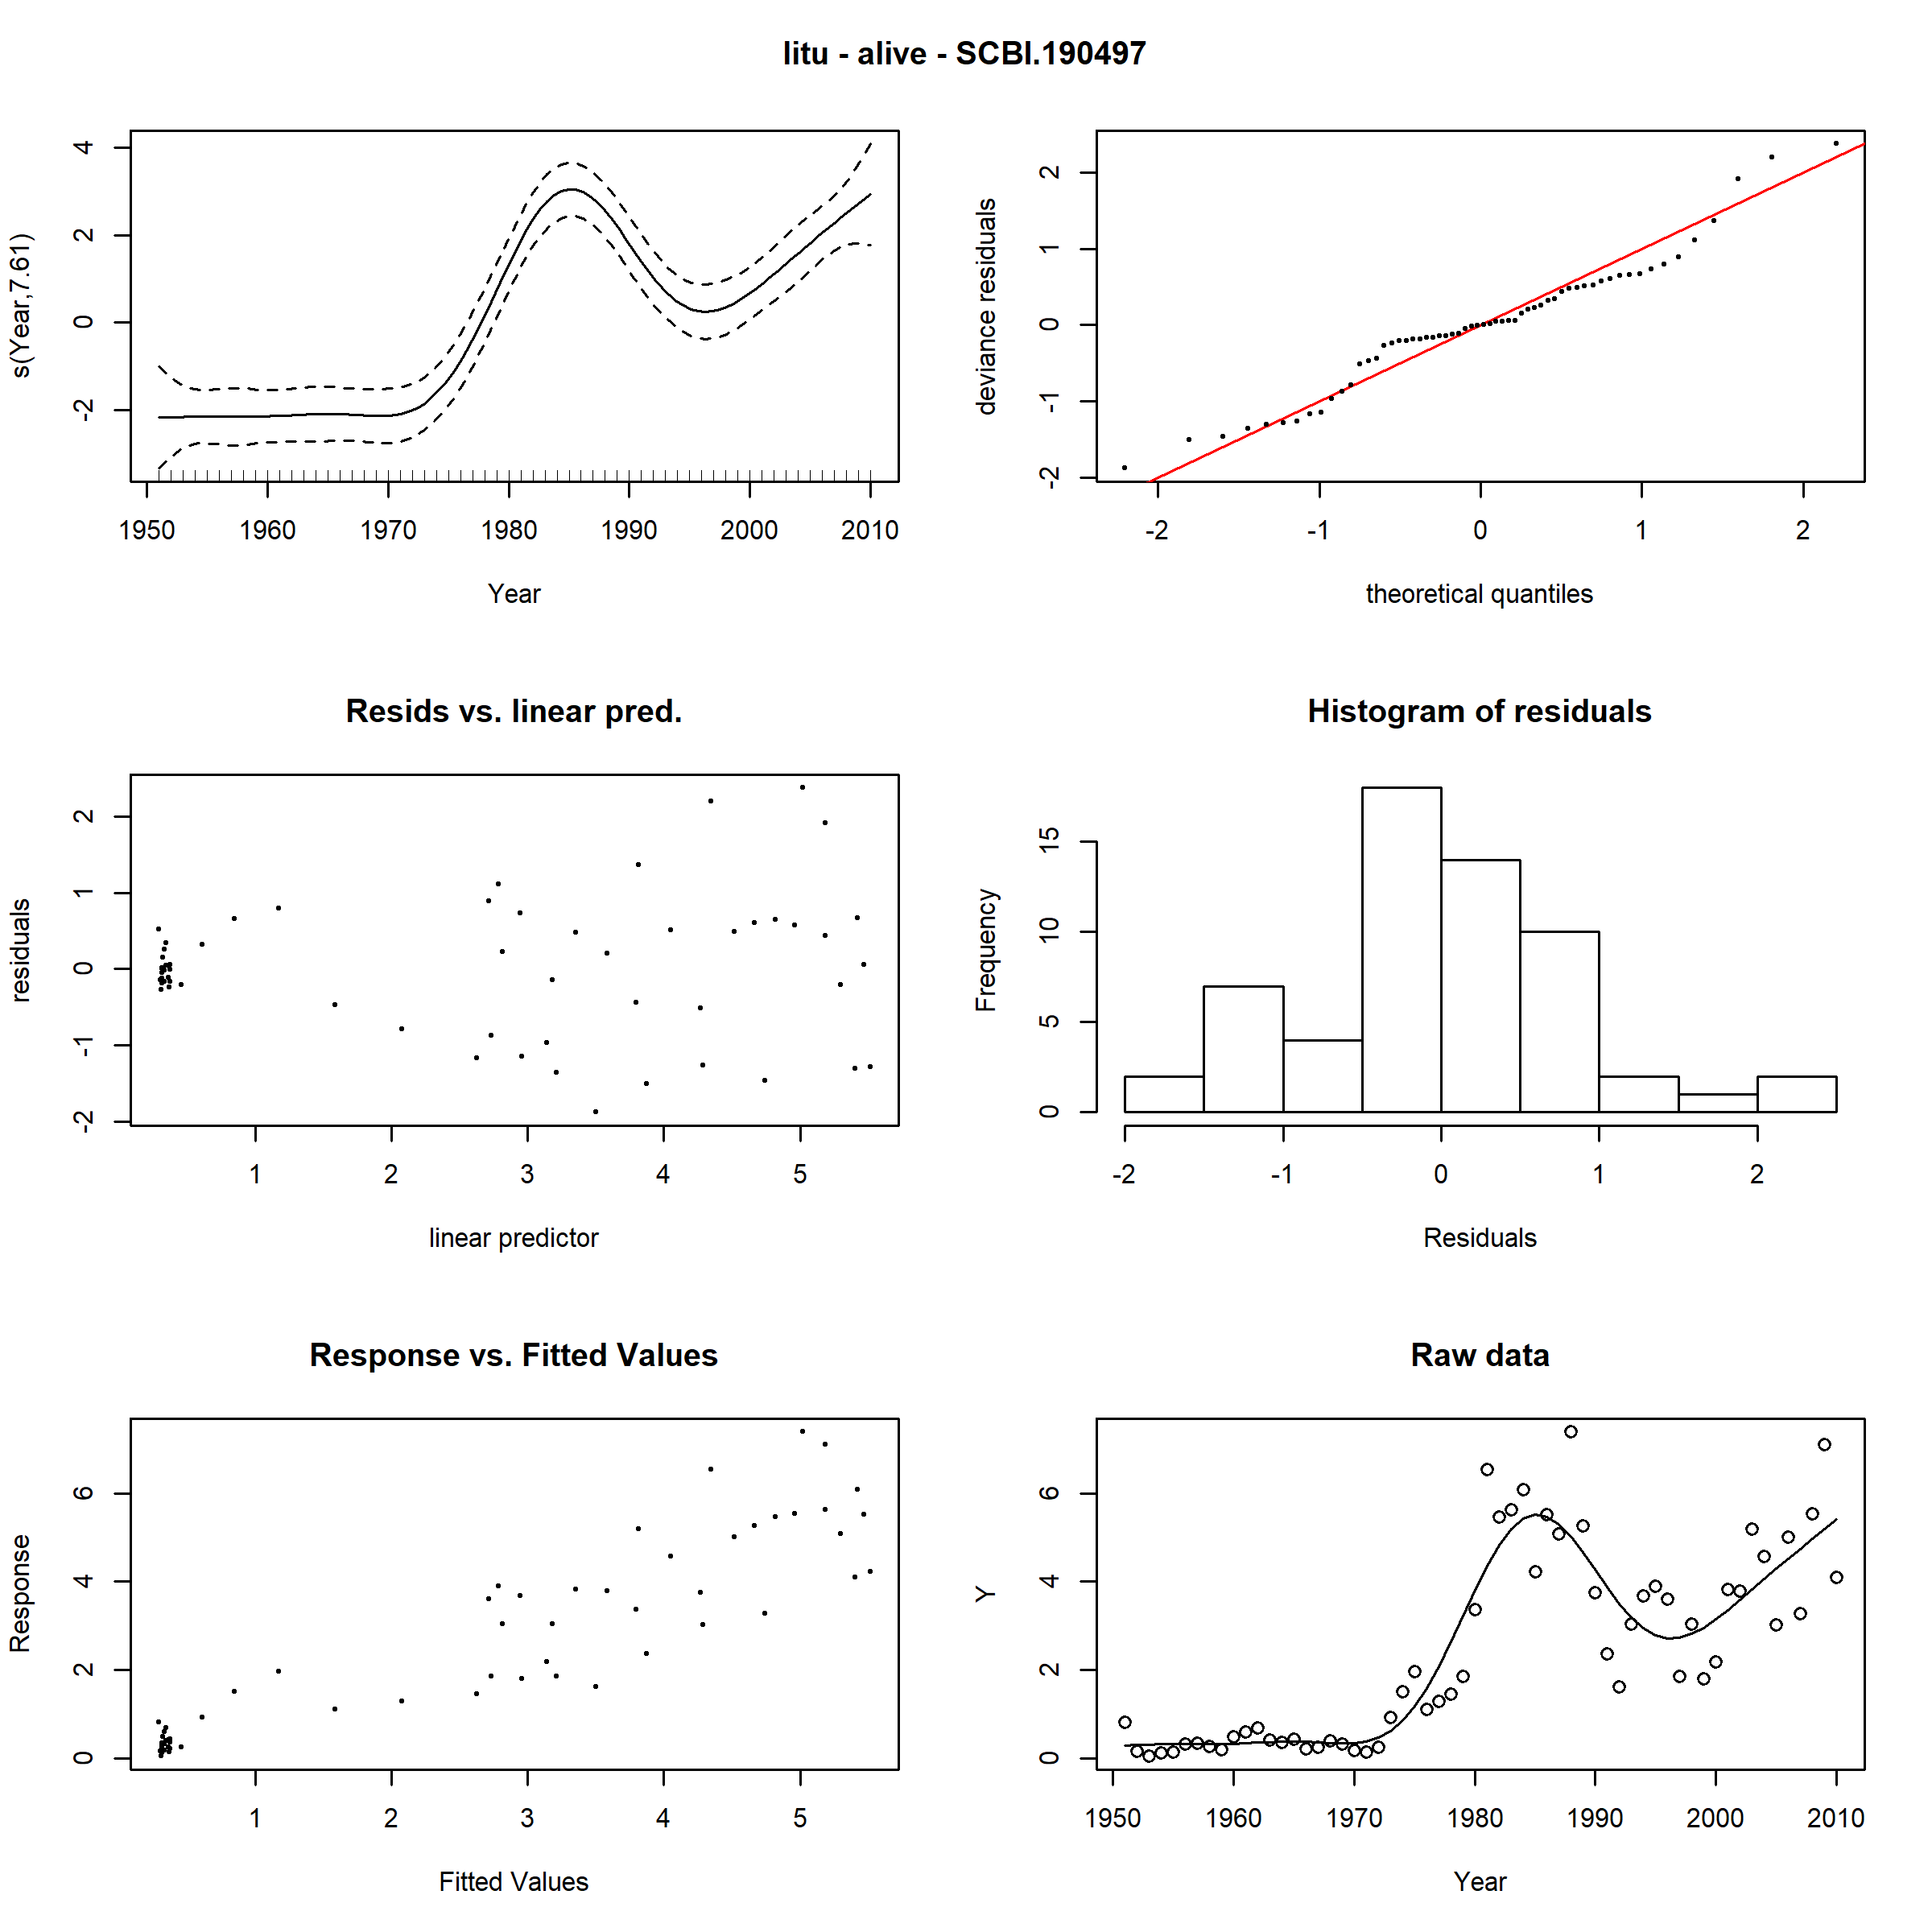 litu - alive - SCBI.190497
s(Year,7.61)
4
2
0
-2
1950 1960 1970 1980 1990 2000 2010
Year
deviance residuals
2
1
0
-1
-2
-2 -1 0 1 2
theoretical quantiles
Resids vs. linear pred.
residuals
2
1
0
-1
-2
1 2 3 4 5
linear predictor
Histogram of residuals
Frequency
15
10
5
0
-2 -1 0 1 2
Residuals
Response vs. Fitted Values
Response
6
4
2
0
1 2 3 4 5
Fitted Values
Raw data
Y
6
4
2
0
1950 1960 1970 1980 1990 2000 2010
Year